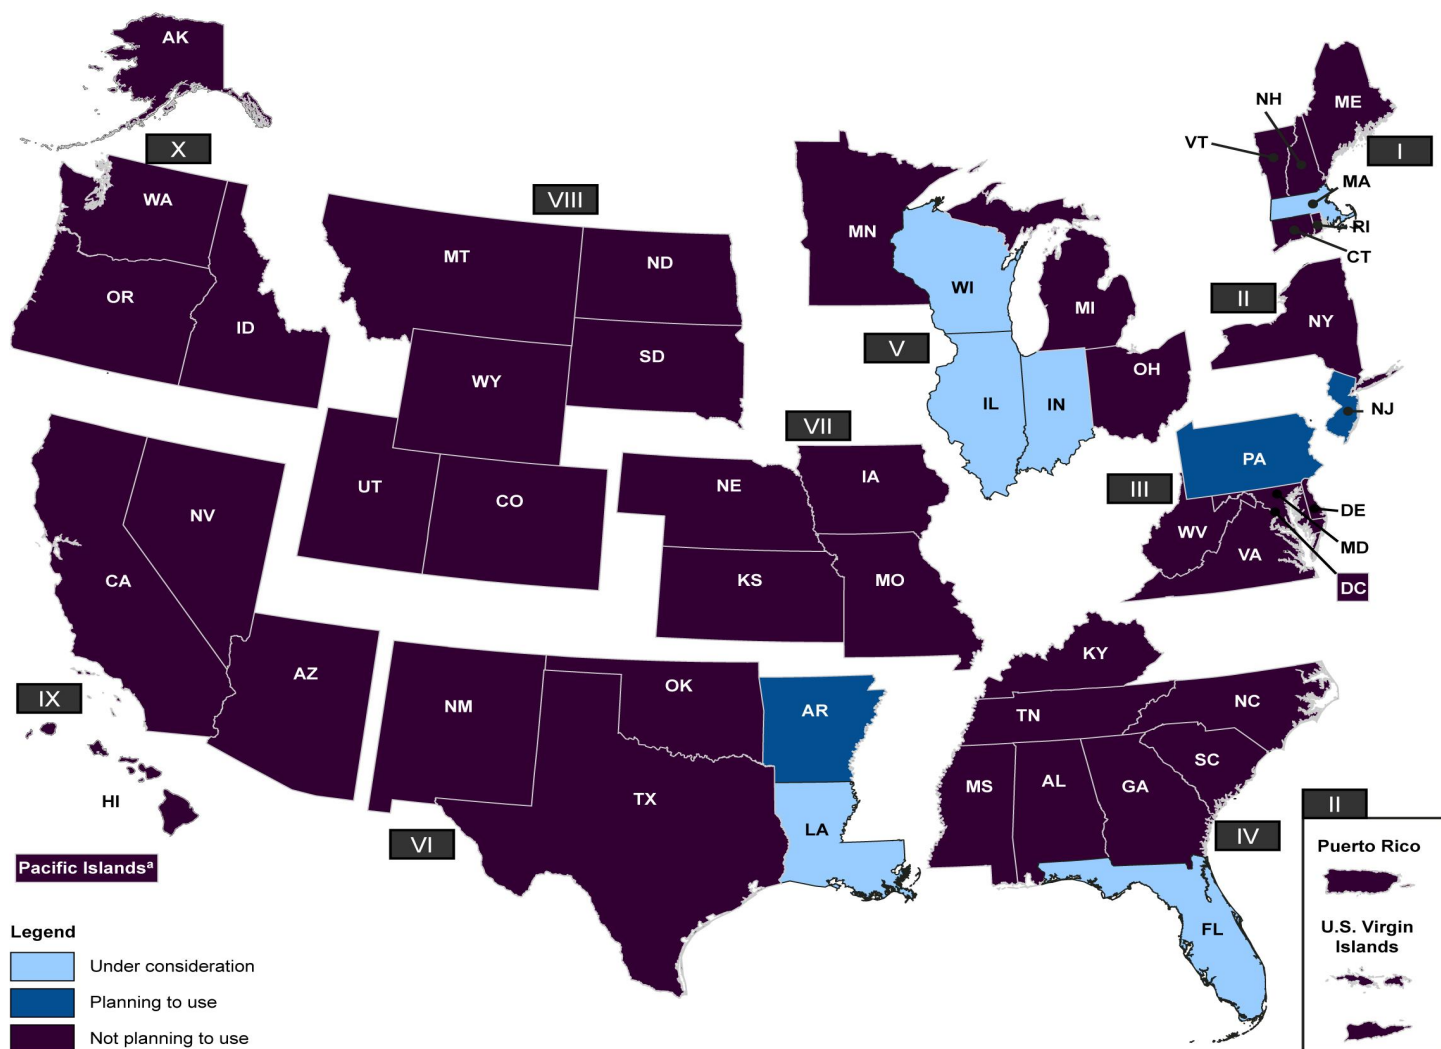 AK
X
WA
OR
ID
VIII
MT
ND
SD
WY
UT
CO
NV
CA
AZ
IX
HI
Pacific Islandsª
VII
NE
IA
KS
MO
NM
OK
TX
AR
LA
VI
MN
WI
MI
V
IL
IN
OH
NH
ME
VT
I
MA
RI
CT
II
NY
NJ
PA
III
DE
WV
VA
MD
DC
KY
TN
NC
SC
MS
AL
GA
IV
FL
II
Puerto Rico
U.S. Virgin
Islands
Legend
Under consideration
Planning to use
Not planning to use